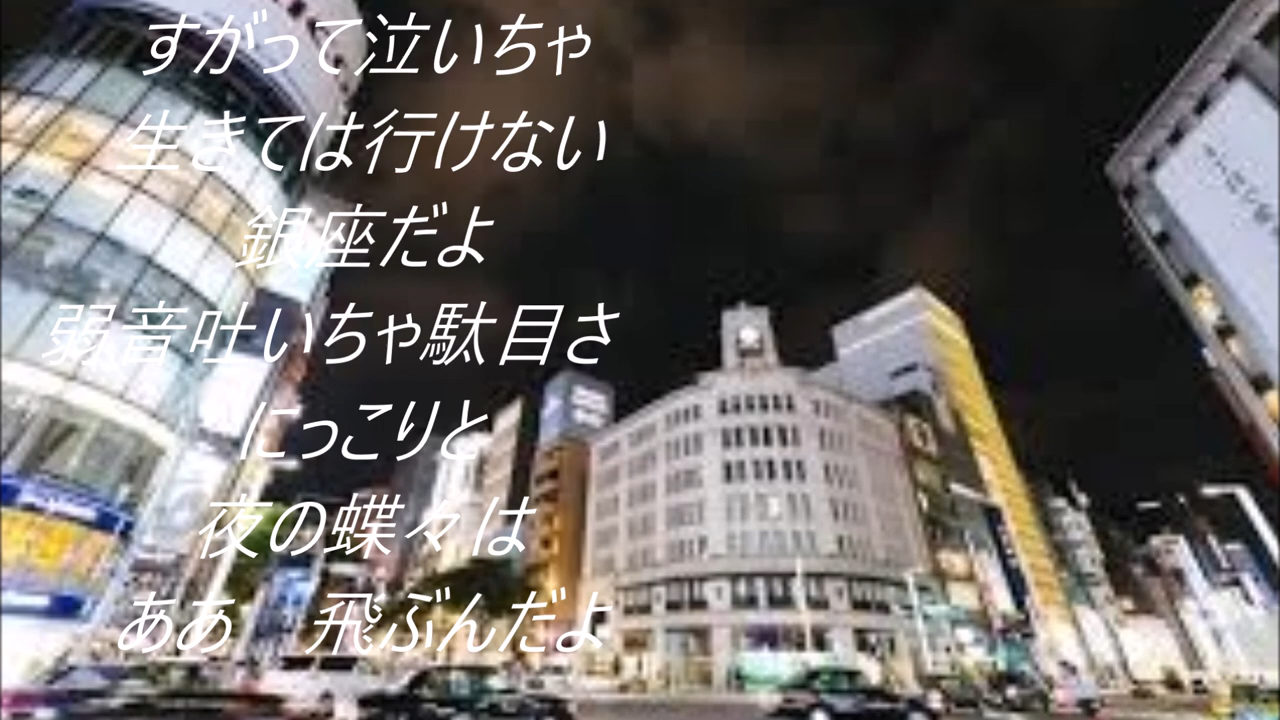 すがって泣いちゃ
生きては行けない
銀座だよ
弱音吐いちゃ駄目さ
にっこりと
夜の蝶々は
ああ　飛ぶんだよ